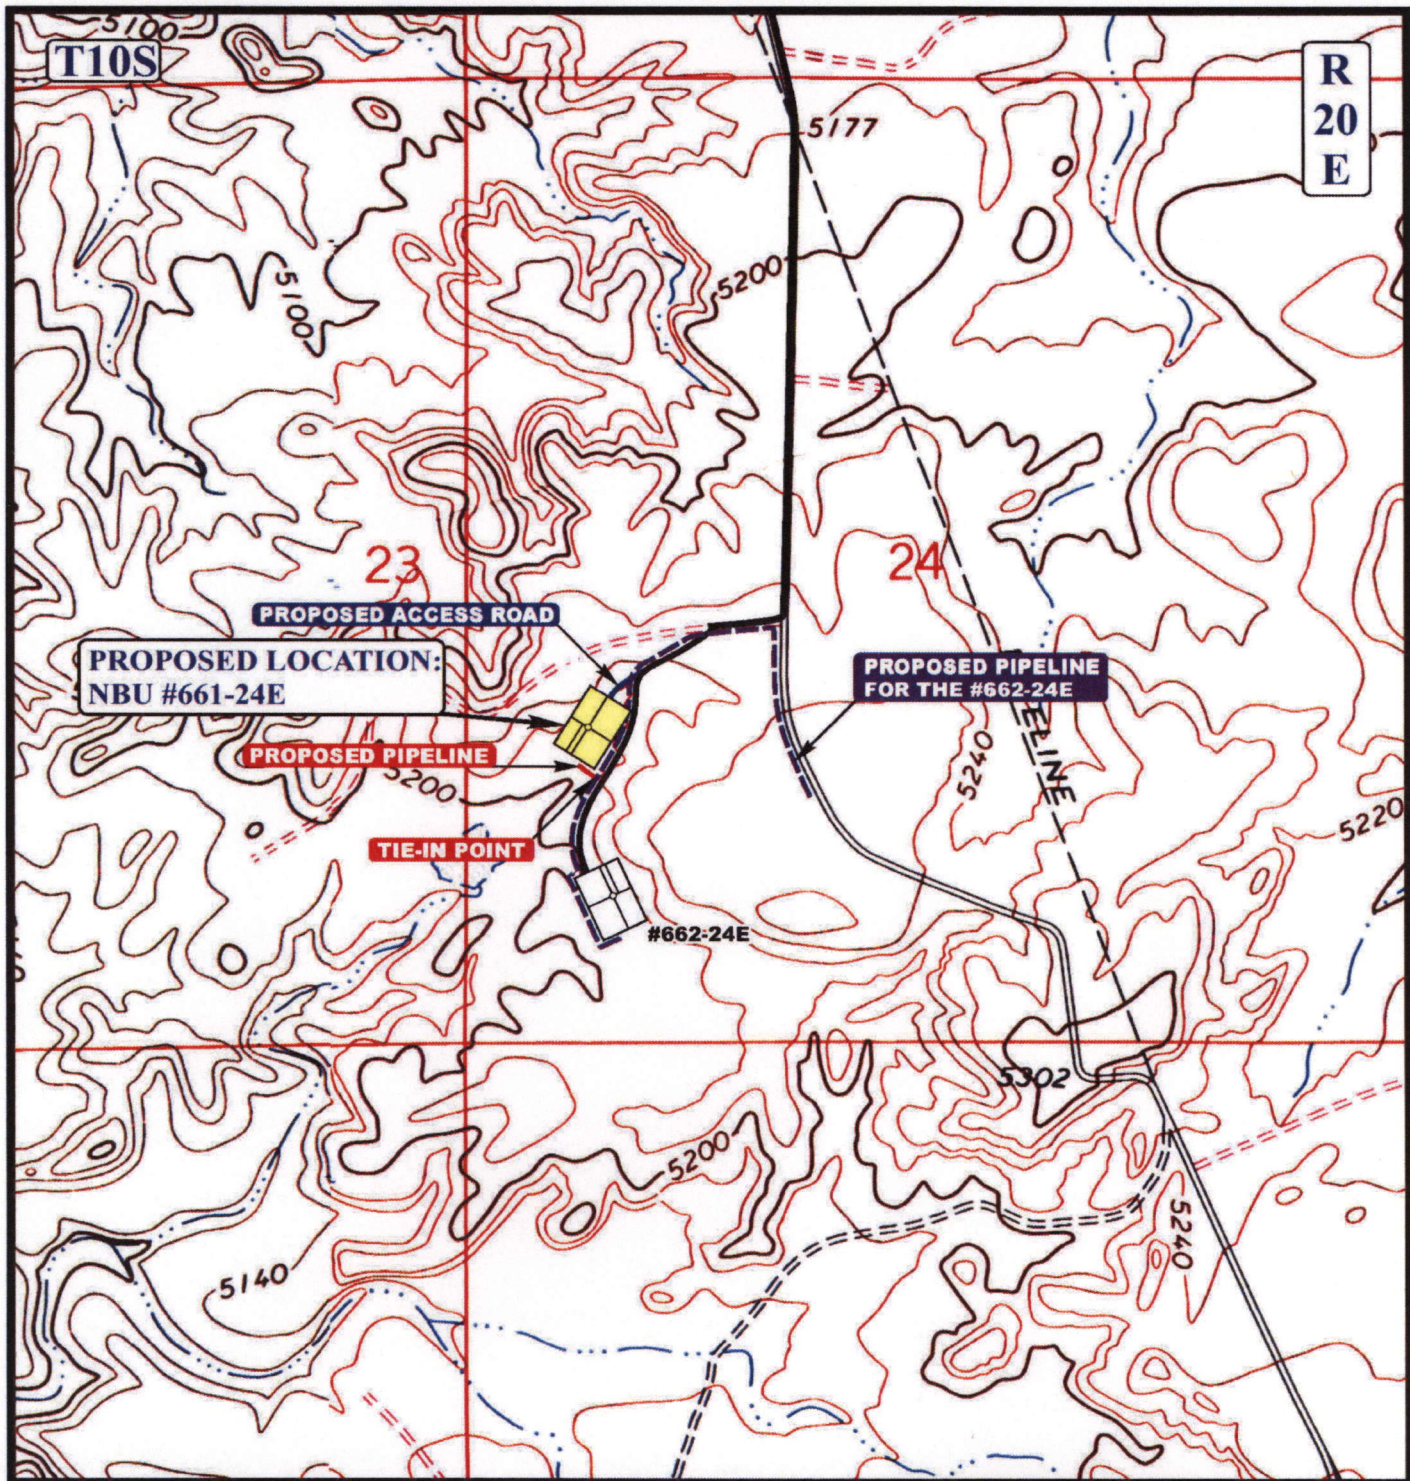 5100
T10S
R
20
E
5177
5200
5100
23
24
PROPOSED ACCESS ROAD
PROPOSED LOCATION:
NBU #661-24E
PROPOSED PIPELINE
FOR THE #662-24E
ELINE
PROPOSED PIPELINE
5200
5240
5220
TIE-IN POINT
#662-24E
5302
5200
5240
5140